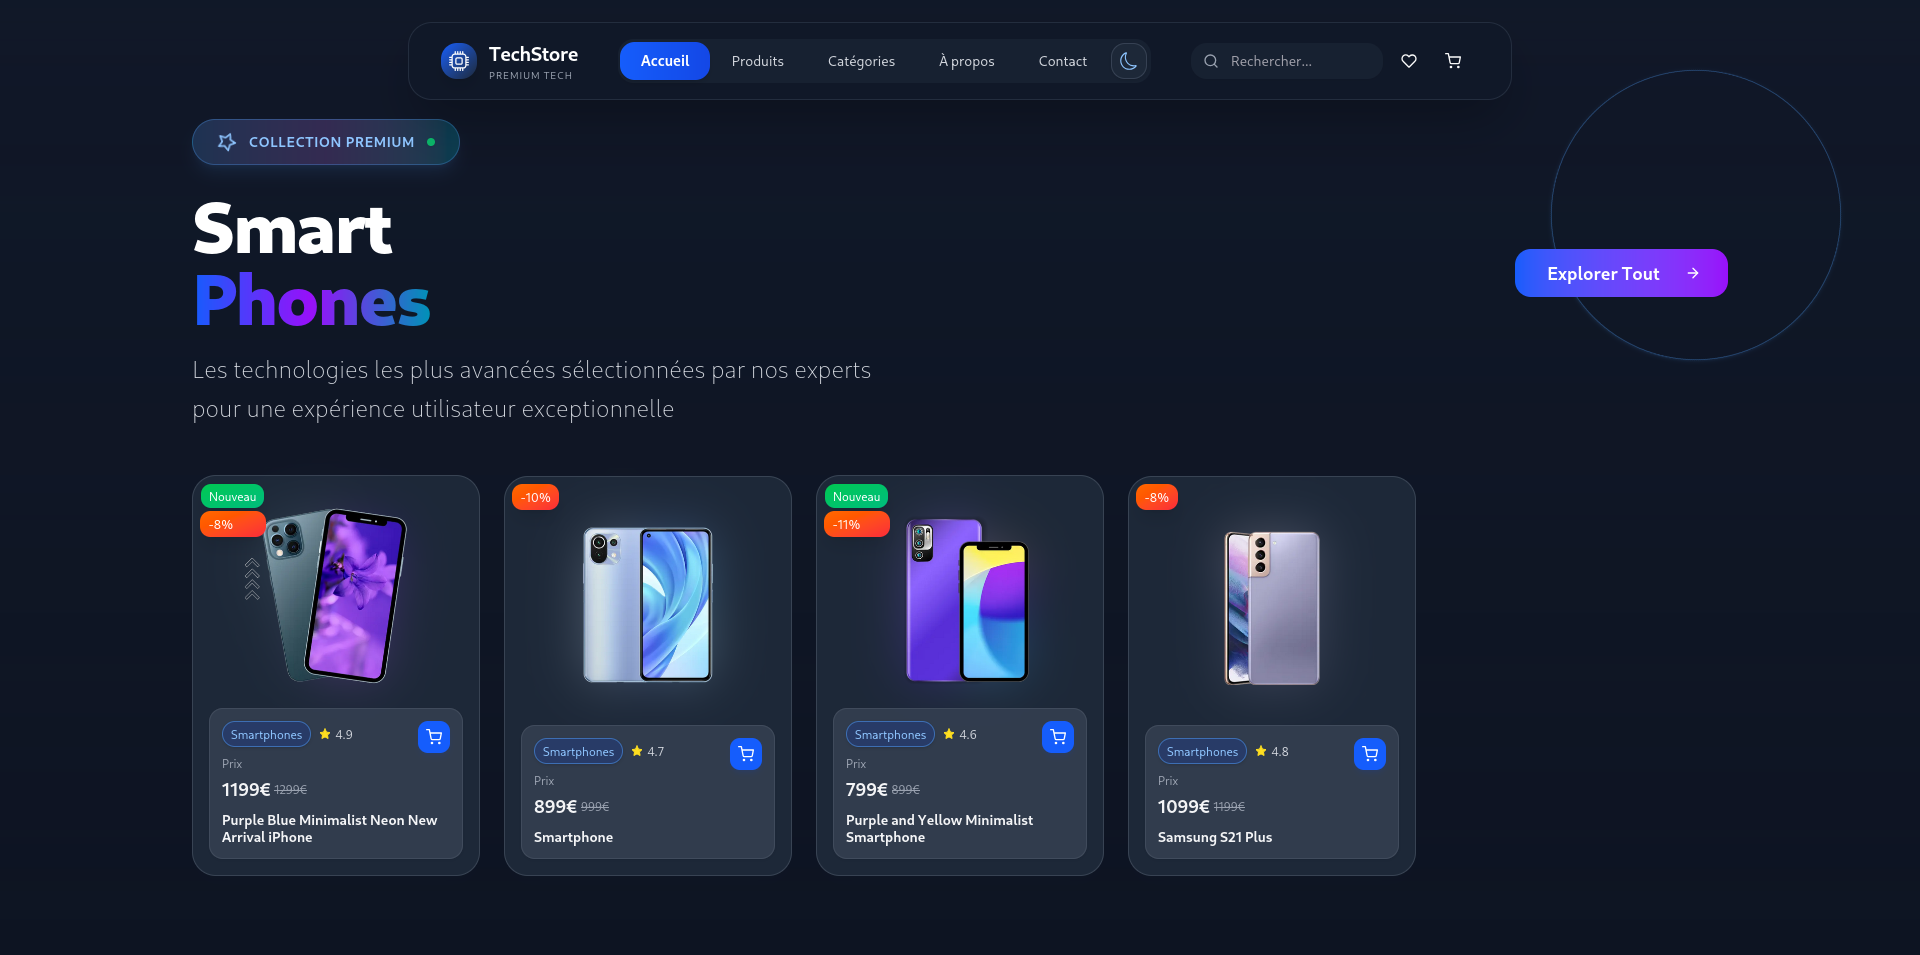 TechStore
PREMIUM TECH
Accueil
Produits
Catégories
À propos
Contact
Rechercher...
COLLECTION PREMIUM
Smart
Phones
Les technologies les plus avancées sélectionnées par nos experts
pour une expérience utilisateur exceptionnelle
Explorer Tout
Nouveau
-8%
Smartphones
4.9
Prix
1199€ 1299€
Purple Blue Minimalist Neon New
Arrival iPhone
-10%
Smartphones
4.7
Prix
899€ 999€
Smartphone
Nouveau
-11%
Smartphones
4.6
Prix
799€ 899€
Purple and Yellow Minimalist
Smartphone
-8%
Smartphones
4.8
Prix
1099€ 1199€
Samsung S21 Plus